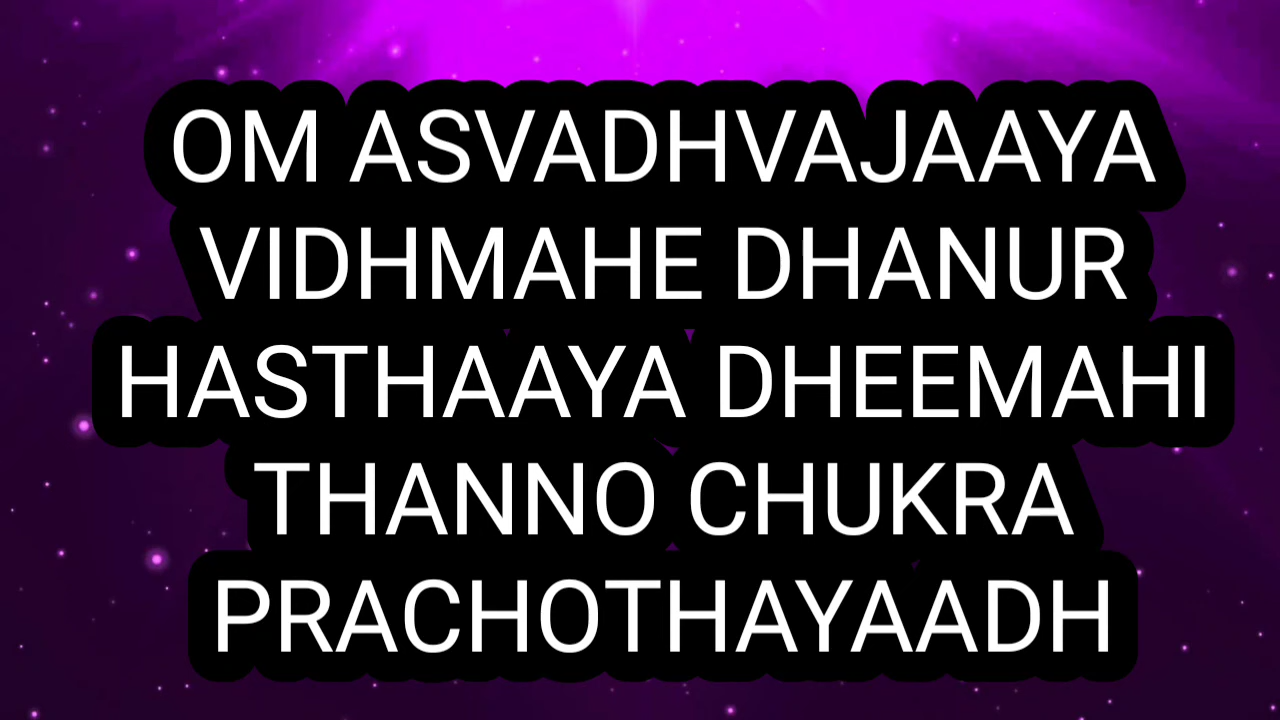 OM ASVADHVAJAAYA
VIDHMAHE DHANUR
HASTHAAYA DHEEMAHI
THANNO CHUKRA
PRACHOTHAYAADH